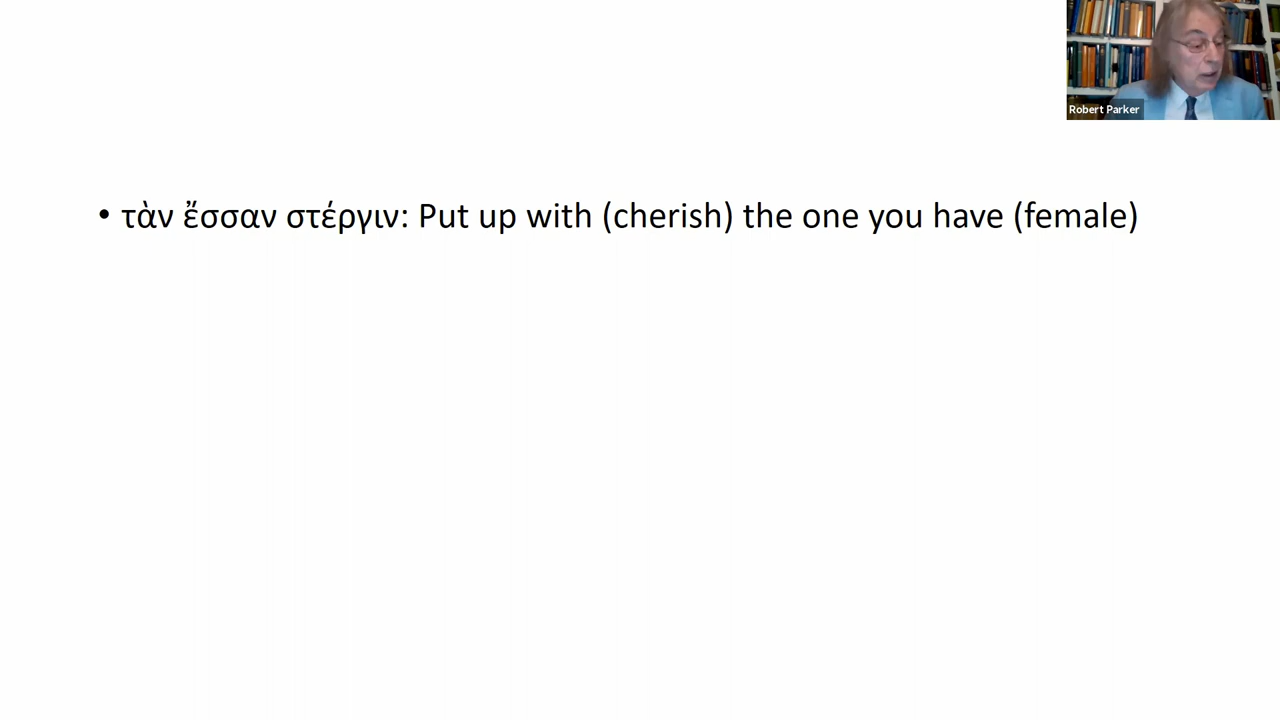 Robert Parker
• τὰν ἔσσαν στέργιν: Put up with (cherish) the one you have (female)